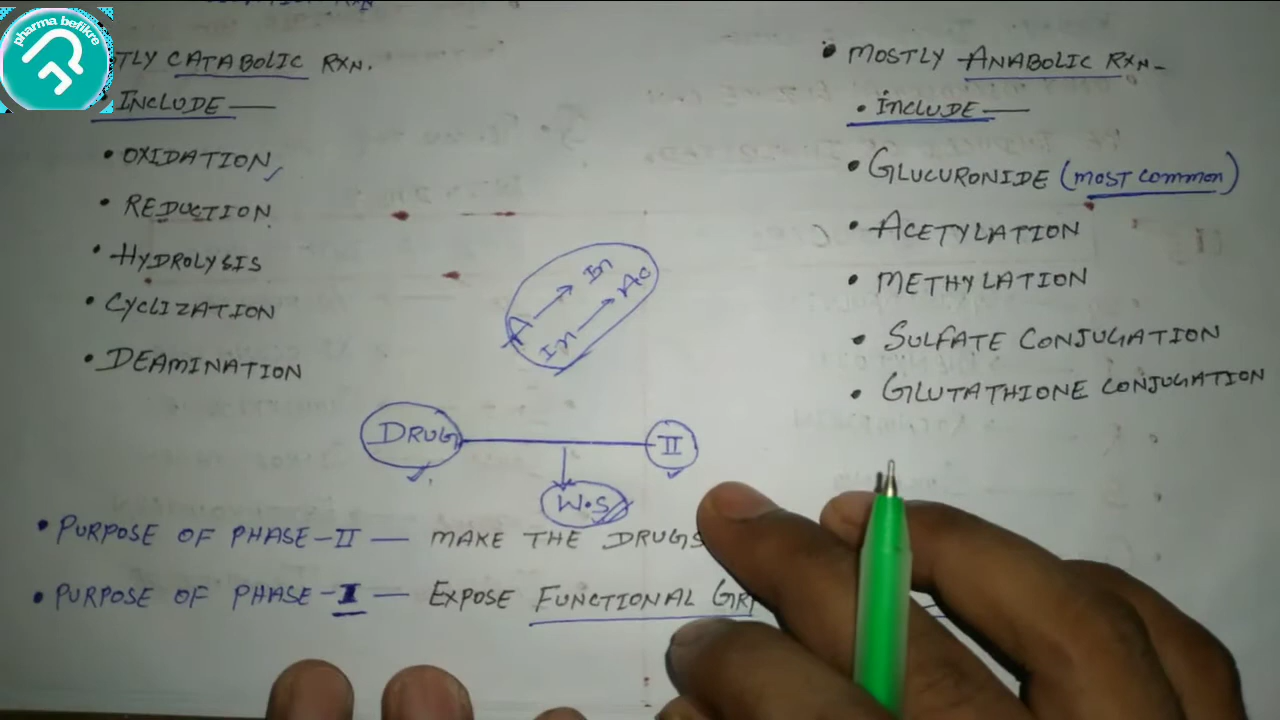 pharma befikre
TLY CATABOLIC RXN.
INCLUDE —
• OXIDATION ✓
• REDUCTION
• HYDROLYSIS
• CYCLIZATION
• DEAMINATION
• MOSTLY ANABOLIC RXN-
• INCLUDE —
• GLUCURONIDE (most common)
• ACETYLATION
• METHYLATION
• SULFATE CONJUGATION
• GLUTATHIONE CONJUGATION
A → In
In → Ac
DRUG II
W.S
• PURPOSE OF PHASE-II — MAKE THE DRUGS
• PURPOSE OF PHASE-I — EXPOSE FUNCTIONAL GR